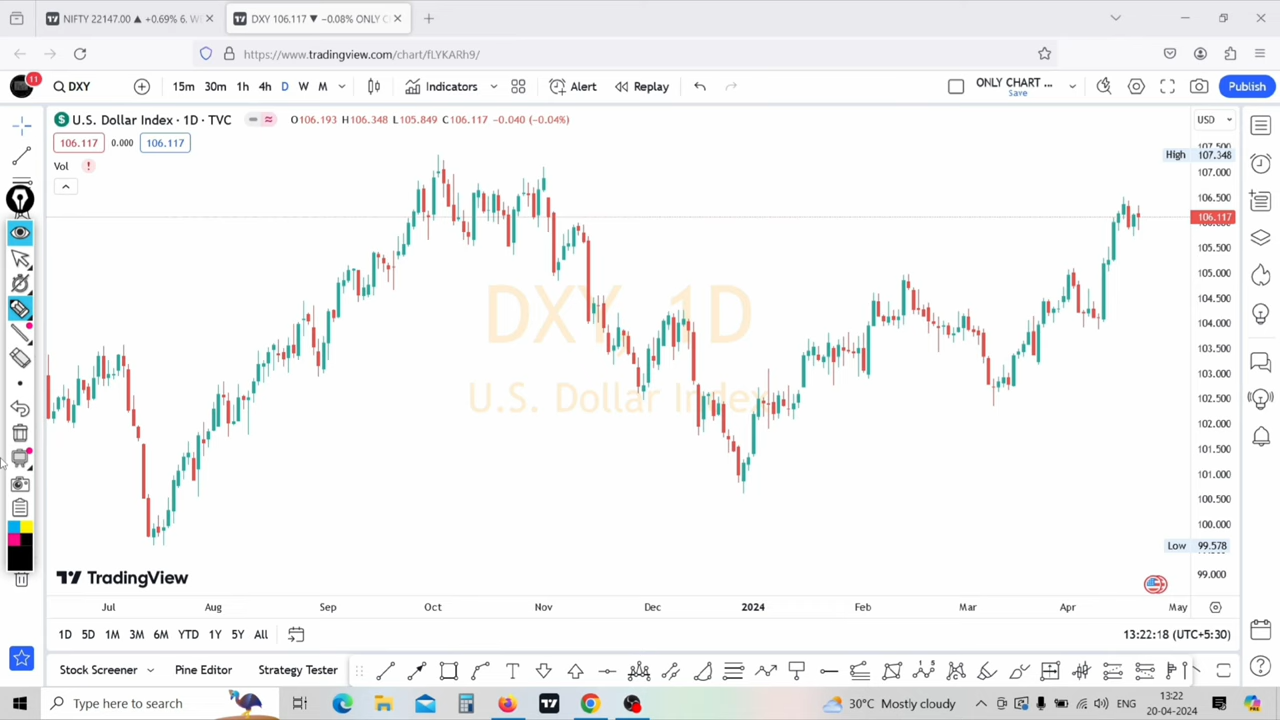 NIFTY 22147.00 ▲ +0.69% 6. W
DXY 106.117 ▼ −0.08% ONLY C
https://www.tradingview.com/chart/fLYKARh9/
11
DXY
15m 30m 1h 4h D W M
Indicators
Alert
Replay
ONLY CHART ...
Save
Publish
U.S. Dollar Index · 1D · TVC
O106.193 H106.348 L105.849 C106.117 −0.040 (−0.04%)
USD
106.117 0.000 106.117
Vol
107.500
High 107.348
107.000
106.500
106.117
105.500
105.000
104.500
104.000
103.500
103.000
102.500
102.000
101.500
101.000
100.500
100.000
Low 99.578
99.000
DXY, 1D
U.S. Dollar Index
TradingView
Jul Aug Sep Oct Nov Dec 2024 Feb Mar Apr May
1D 5D 1M 3M 6M YTD 1Y 5Y All
13:22:18 (UTC+5:30)
Stock Screener Pine Editor Strategy Tester
Type here to search
30°C Mostly cloudy
ENG
13:22
20-04-2024